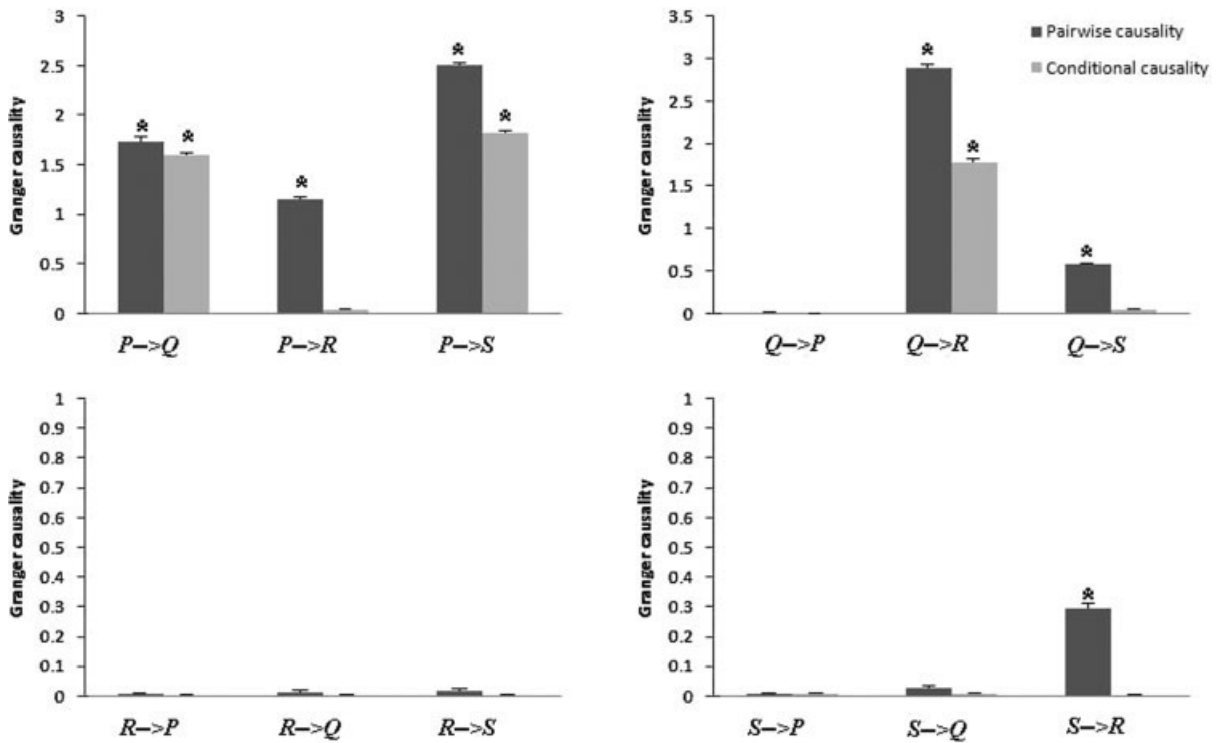 Granger causality
3
2.5
2
1.5
1
0.5
0
*
*
*
*
*
P-->Q
P-->R
P-->S
Granger causality
3.5
3
2.5
2
1.5
1
0.5
0
*
*
*
Q-->P
Q-->R
Q-->S
Pairwise causality
Conditional causality
Granger causality
1
0.9
0.8
0.7
0.6
0.5
0.4
0.3
0.2
0.1
0
R-->P
R-->Q
R-->S
Granger causality
1
0.9
0.8
0.7
0.6
0.5
0.4
0.3
0.2
0.1
0
*
S-->P
S-->Q
S-->R